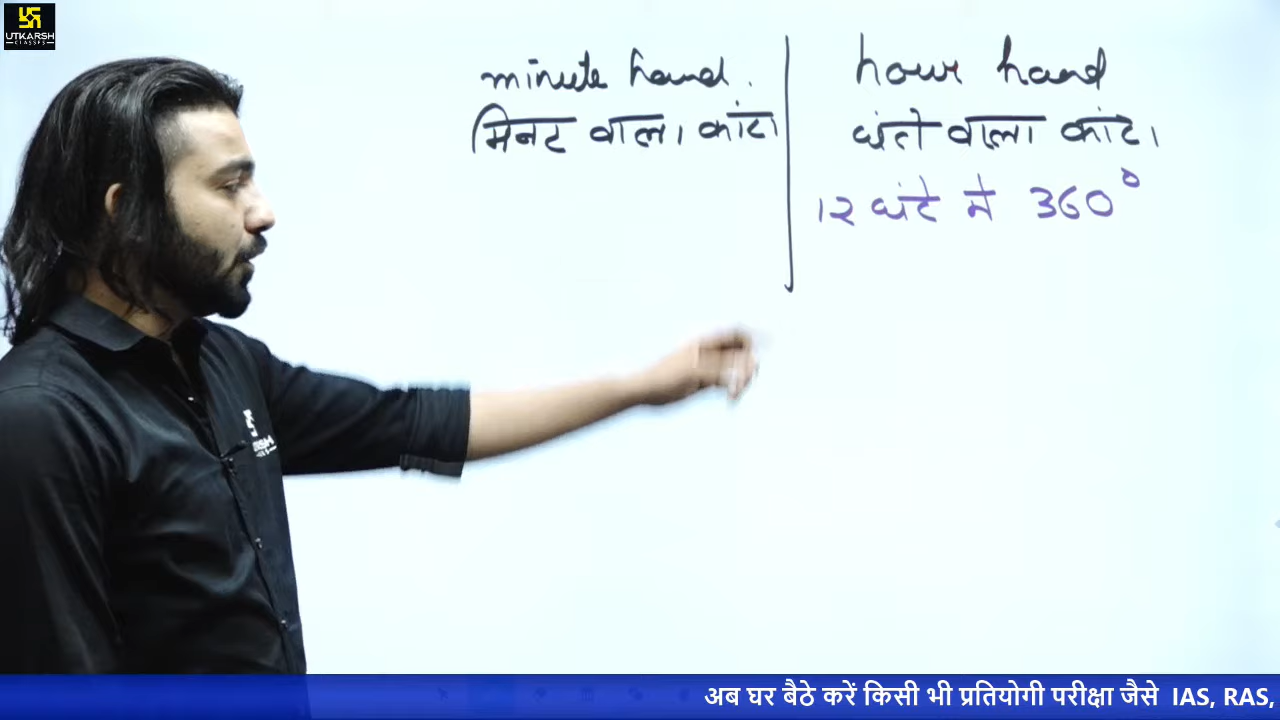 UTKARSH
CLASSES
minute hand.
मिनट वाला कांटा
hour hand
घंटे वाला कांटा
12 घंटे में 360°
अब घर बैठे करें किसी भी प्रतियोगी परीक्षा जैसे IAS, RAS,